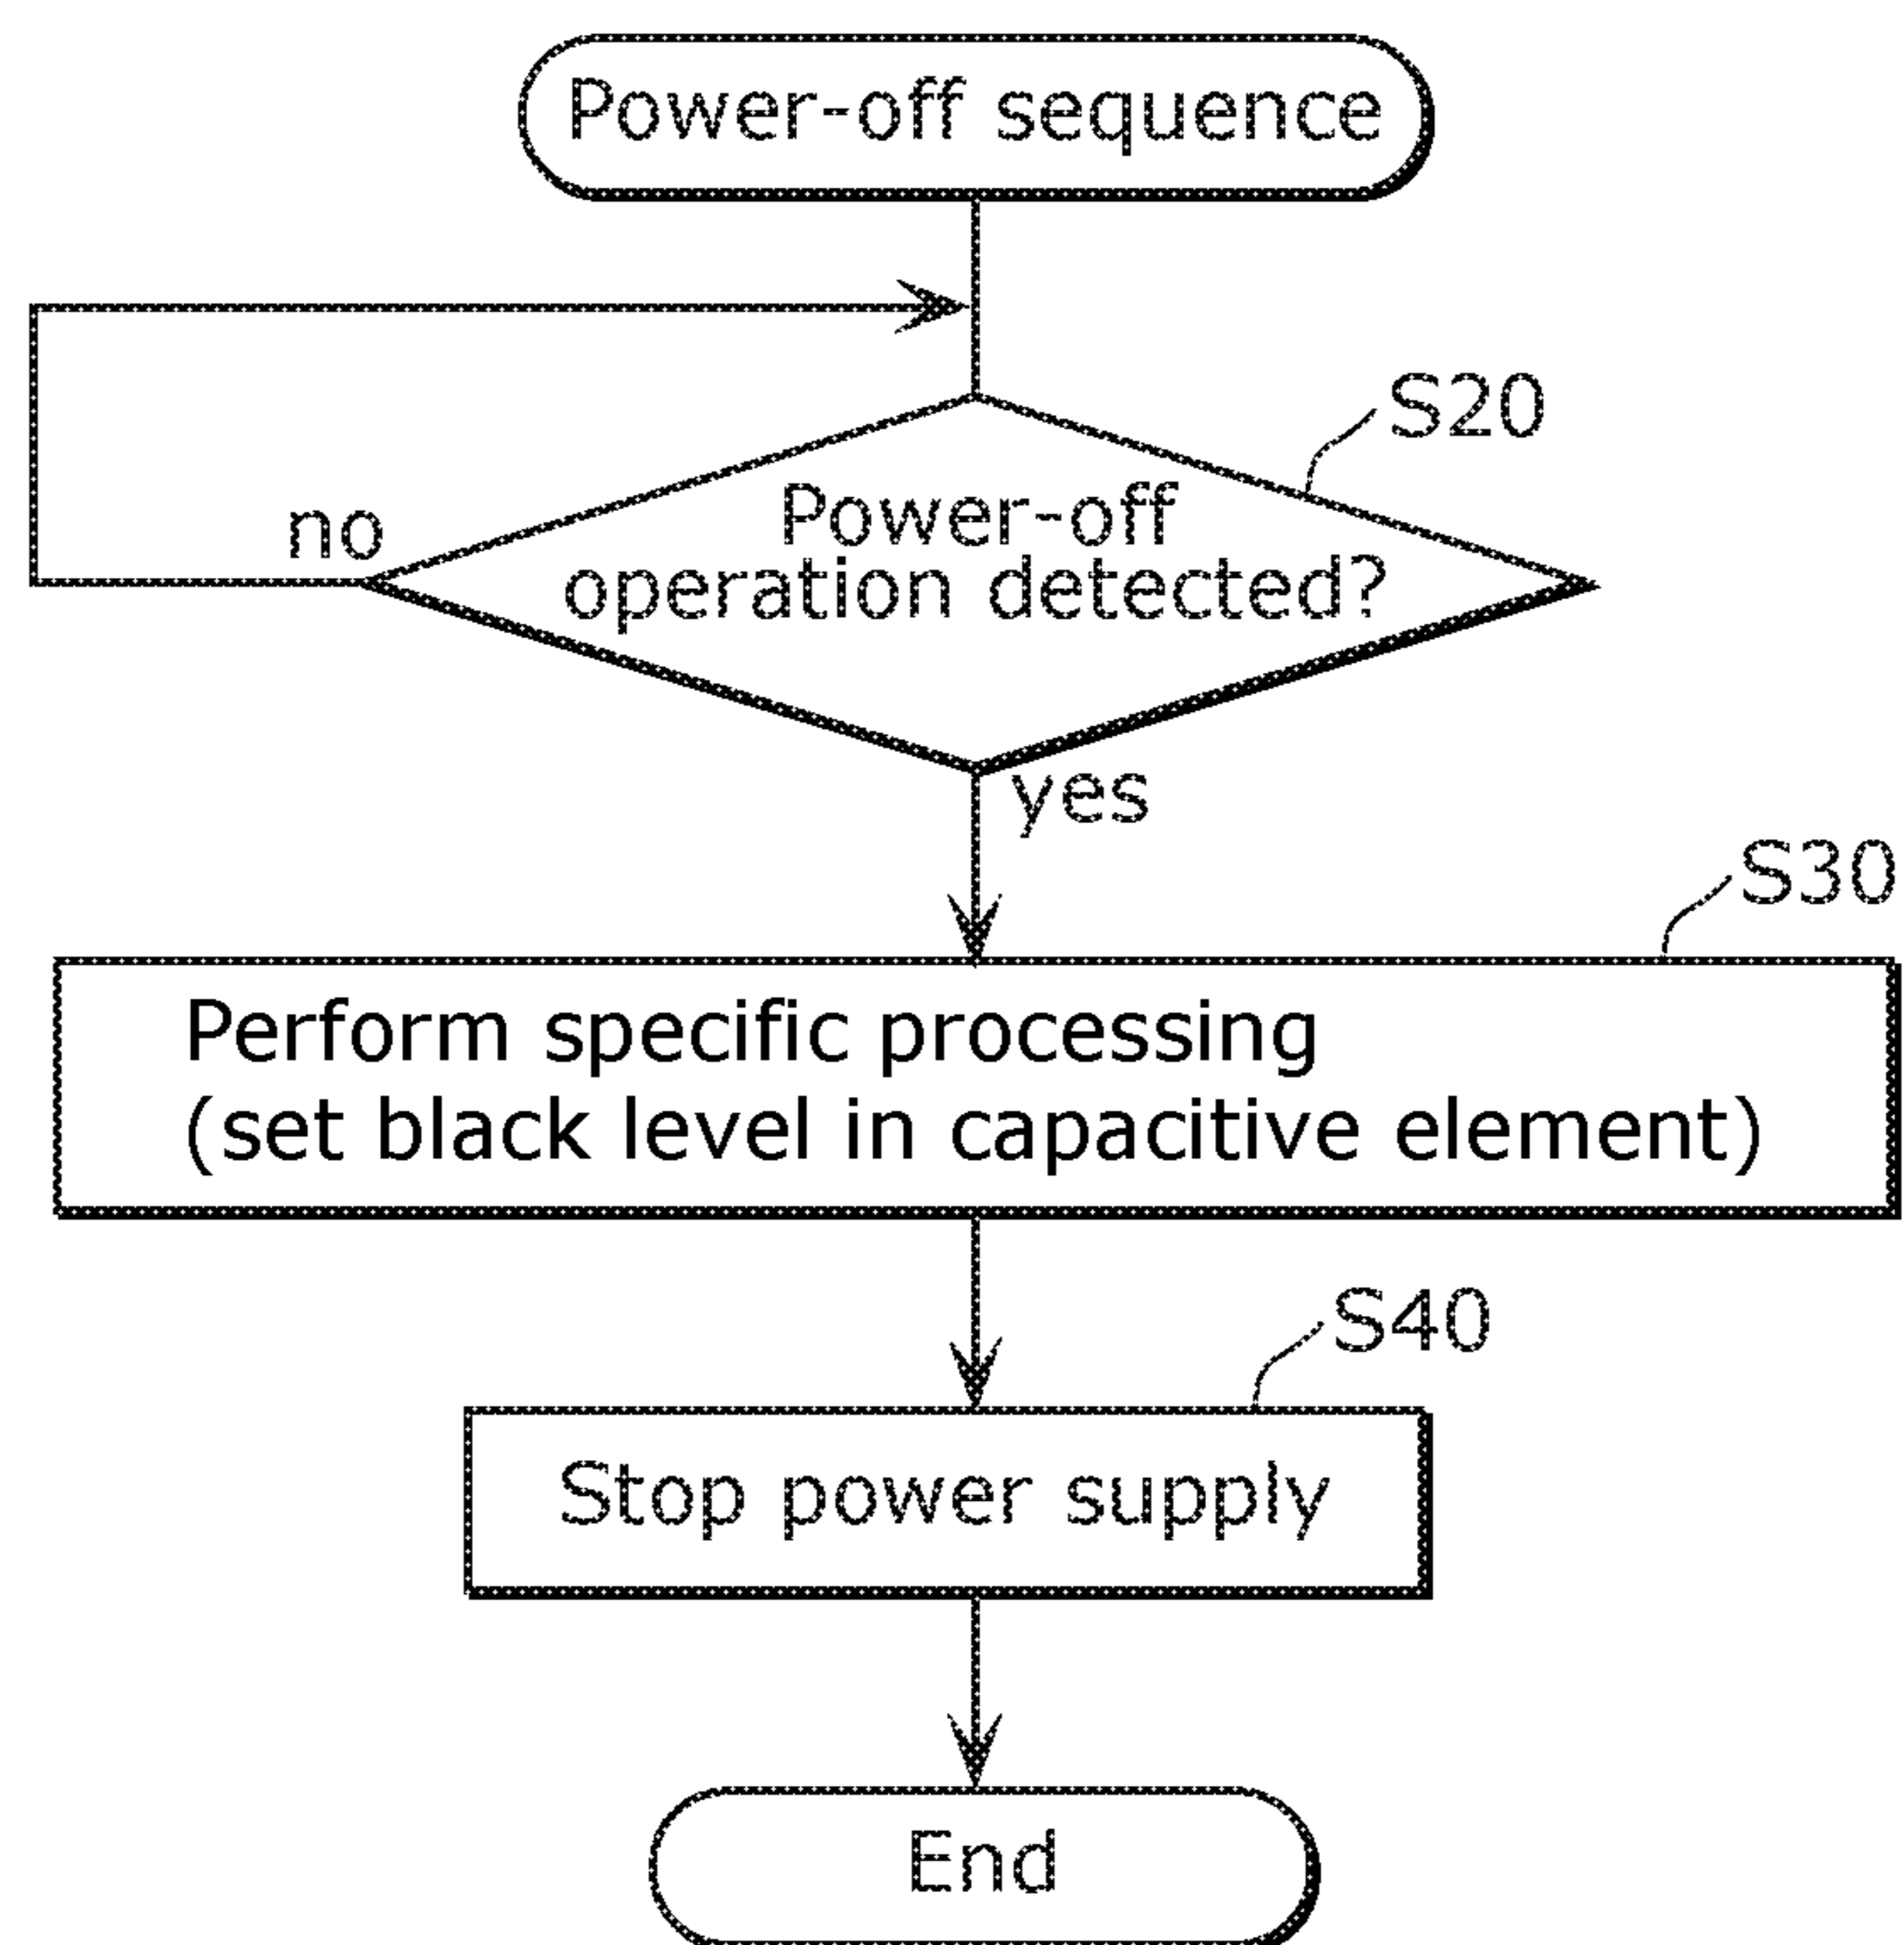 Power-off sequence
S20
no
Power-off
operation detected?
yes
S30
Perform specific processing
(set black level in capacitive element)
S40
Stop power supply
End